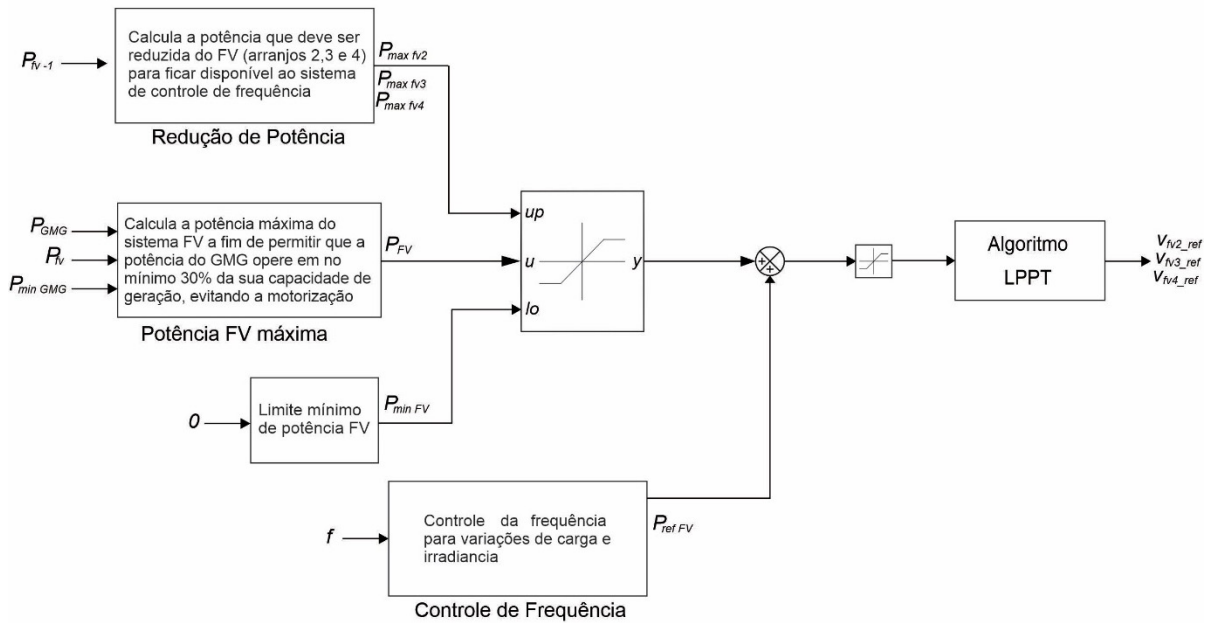 P_fv -1
Calcula a potência que deve ser
reduzida do FV (arranjos 2,3 e 4)
para ficar disponível ao sistema
de controle de frequência
P_max fv2
P_max fv3
P_max fv4
Redução de Potência
P_GMG
P_fv
P_min GMG
Calcula a potência máxima do
sistema FV a fim de permitir que a
potência do GMG opere em no
mínimo 30% da sua capacidade de
geração, evitando a motorização
P_FV
Potência FV máxima
up
u
y
lo
0
Limite mínimo
de potência FV
P_min FV
f
Controle da frequência
para variações de carga e
irradiancia
P_ref FV
Controle de Frequência
+
+
Algoritmo
LPPT
V_fv2_ref
V_fv3_ref
V_fv4_ref